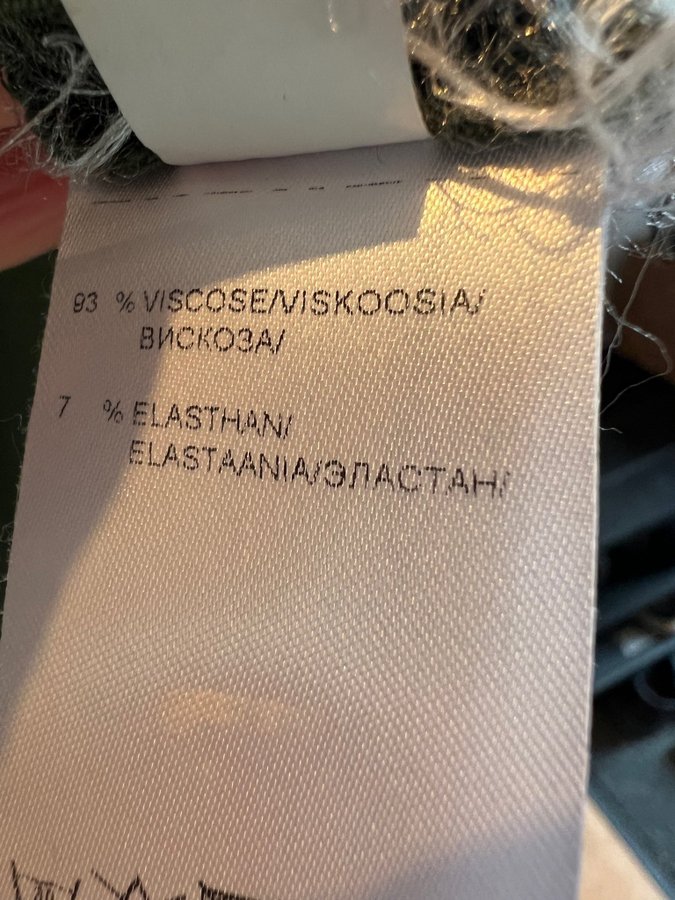 93 % VISCOSE/VISKOOSIA/
ВИСКОЗА/
7 % ELASTHAN/
ELASTAANIA/ЭЛАСТАН/